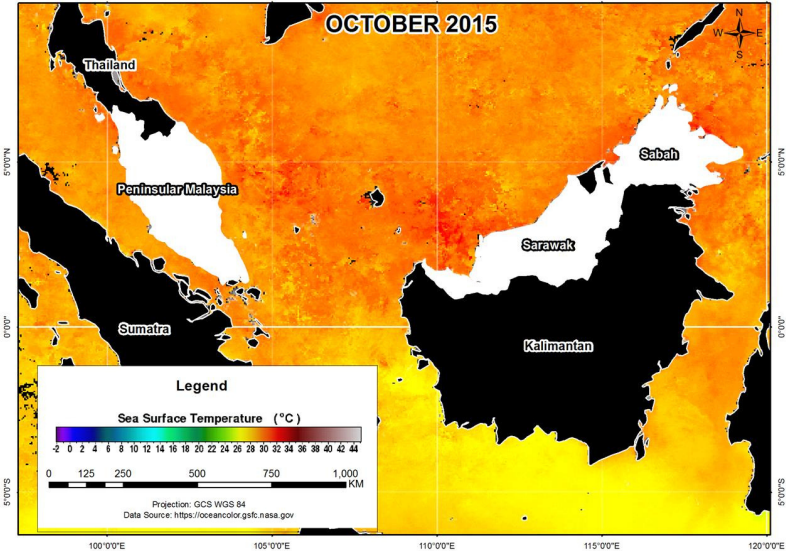 OCTOBER 2015
N
W E
S
Thailand
Sabah
Peninsular Malaysia
Sarawak
Sumatra
Kalimantan
5°0'0"N
0°0'0"
5°0'0"S
5°0'0"N
0°0'0"
5°0'0"S
Legend
Sea Surface Temperature (°C)
-2 0 2 4 6 8 10 12 14 16 18 20 21 22 24 26 28 30 32 34 36 38 40 42 44
0 125 250 500 750 1,000
KM
Projection: GCS WGS 84
Data Source: https://oceancolor.gsfc.nasa.gov
100°0'0"E 105°0'0"E 110°0'0"E 115°0'0"E 120°0'0"E